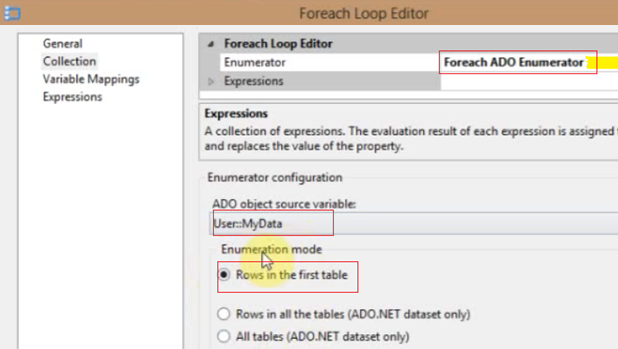 Foreach Loop Editor
General
Collection
Variable Mappings
Expressions
Foreach Loop Editor
Enumerator Foreach ADO Enumerator
Expressions
Expressions
A collection of expressions. The evaluation result of each expression is assigned
and replaces the value of the property.
Enumerator configuration
ADO object source variable:
User::MyData
Enumeration mode
Rows in the first table
Rows in all the tables (ADO.NET dataset only)
All tables (ADO.NET dataset only)